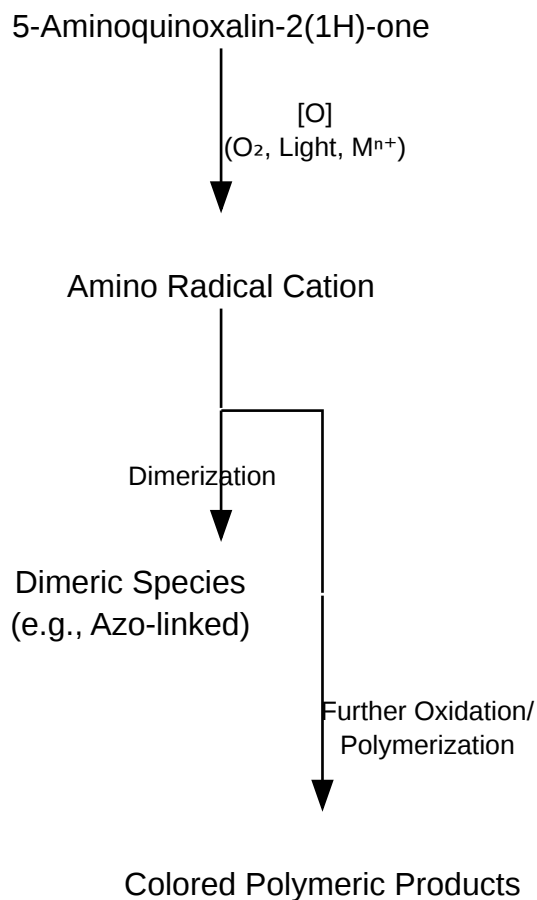 5-Aminoquinoxalin-2(1H)-one
[O]
(O₂, Light, Mⁿ⁺)
Amino Radical Cation
Dimerization
Dimeric Species
(e.g., Azo-linked)
Further Oxidation/
Polymerization
Colored Polymeric Products